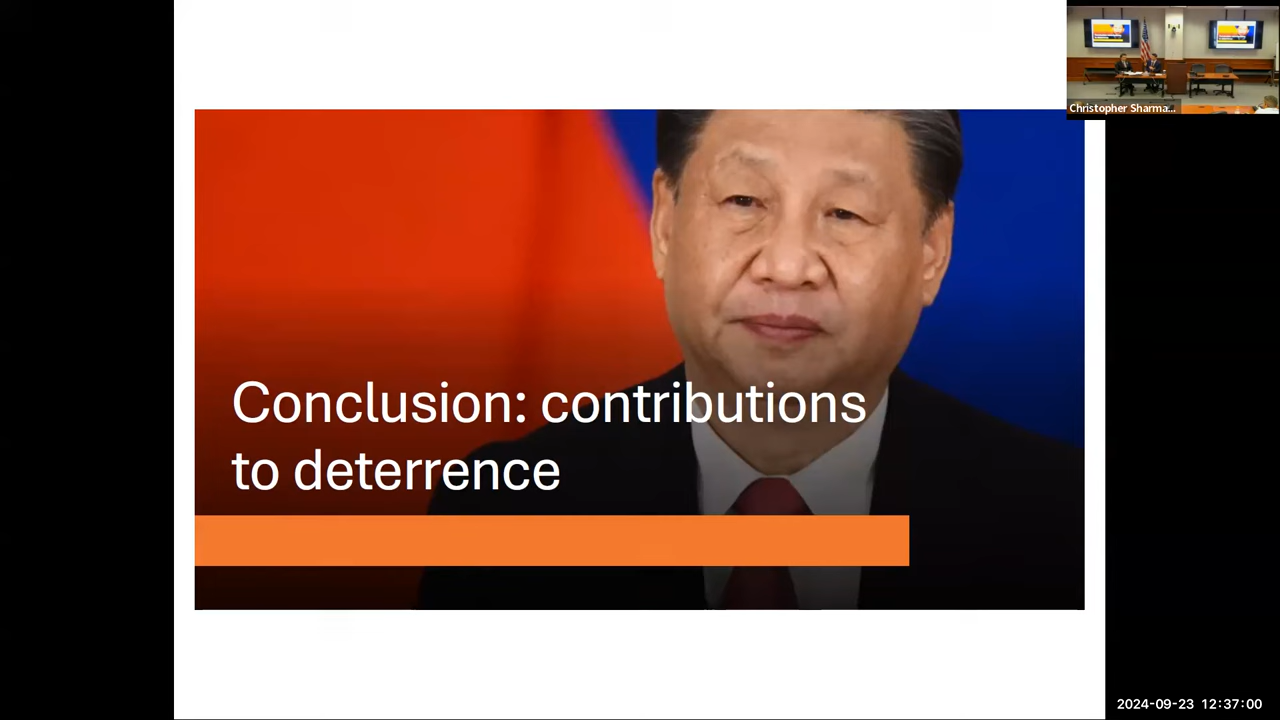 Christopher Sharma...
Conclusion: contributions
to deterrence
2024-09-23 12:37:00